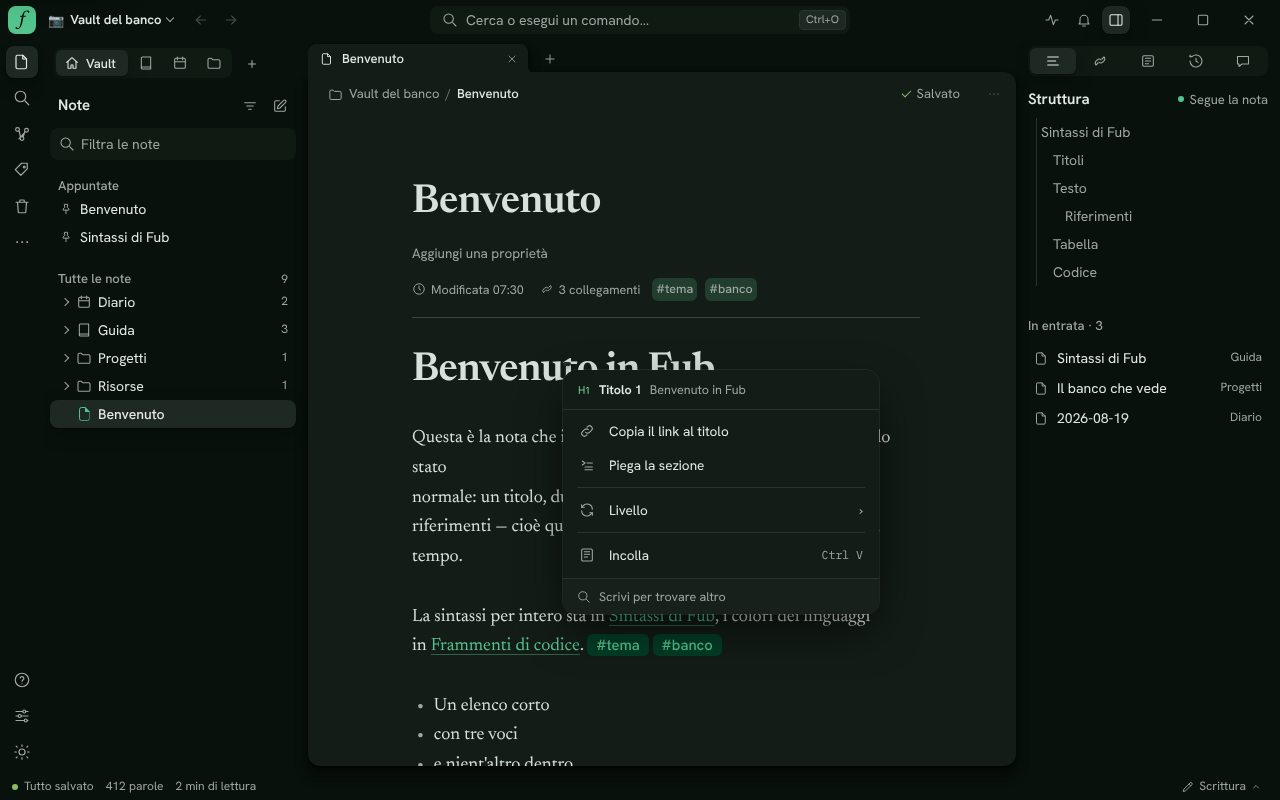 Vault del banco
Cerca o esegui un comando…
Ctrl+O
Vault
Note
Filtra le note
Appuntate
Benvenuto
Sintassi di Fub
Tutte le note 9
Diario 2
Guida 3
Progetti 1
Risorse 1
Benvenuto
Benvenuto
Vault del banco / Benvenuto
Salvato
Benvenuto
Aggiungi una proprietà
Modificata 07:30 3 collegamenti #tema #banco
Benvenuto in Fub
Questa è la nota che
lo
stato
normale: un titolo,
riferimenti — cioè
tempo.
La sintassi per intero sta in Sintassi di Fub, i colori dei linguaggi
in Frammenti di codice. #tema #banco
Un elenco corto
con tre voci
e nient'altro dentro
H1 Titolo 1 Benvenuto in Fub
Copia il link al titolo
Piega la sezione
Livello ›
Incolla Ctrl V
Scrivi per trovare altro
Struttura
Segue la nota
Sintassi di Fub
Titoli
Testo
Riferimenti
Tabella
Codice
In entrata · 3
Sintassi di Fub Guida
Il banco che vede Progetti
2026-08-19 Diario
Tutto salvato 412 parole 2 min di lettura
Scrittura